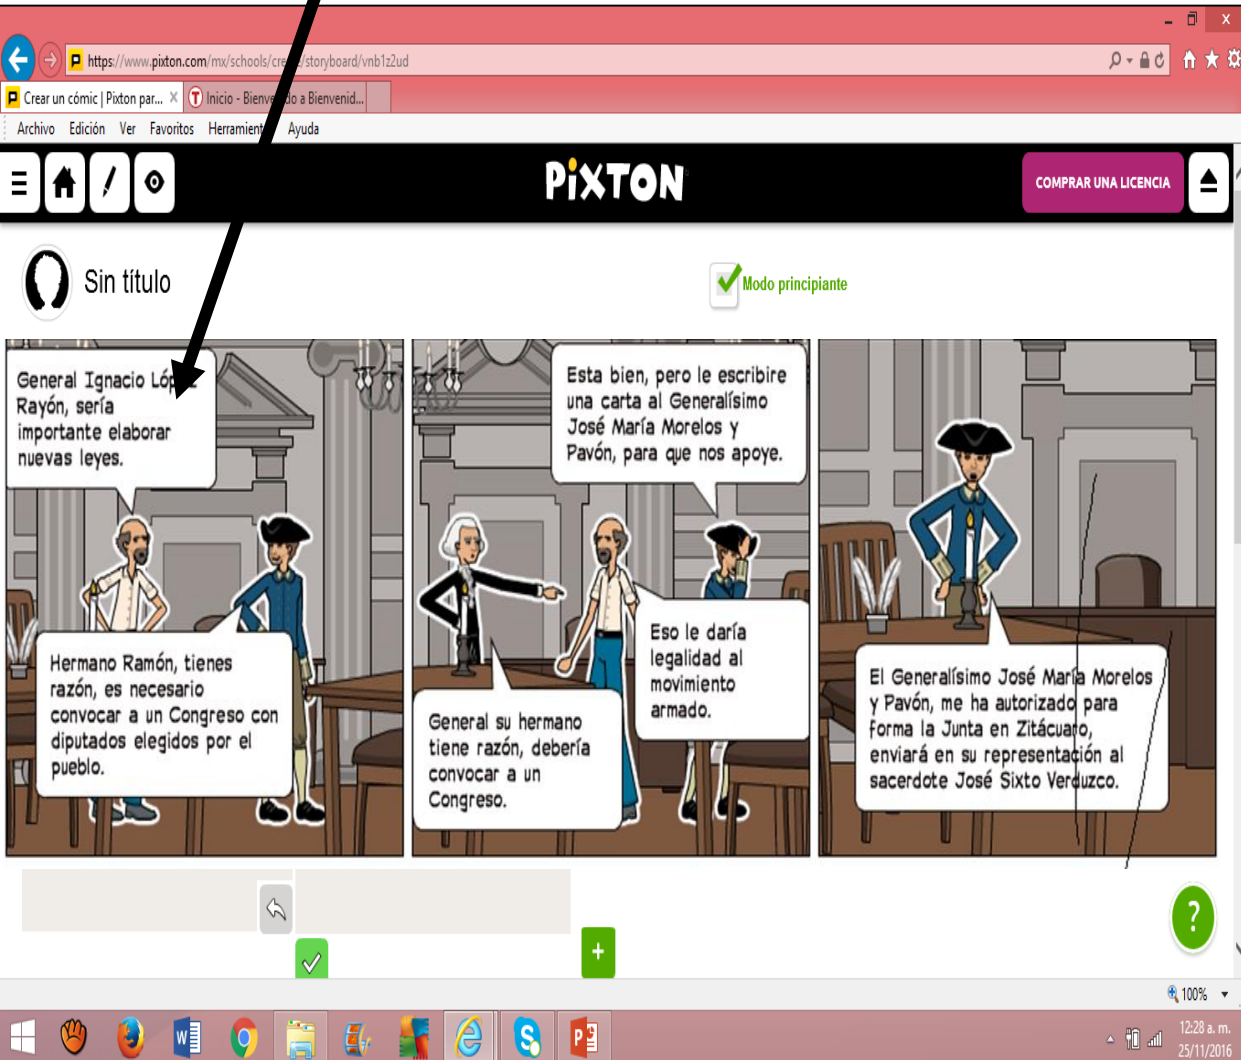 https://www.pixton.com/mx/schools/create/storyboard/vnb1z2ud
Crear un cómic | Pixton par...
Inicio - Bienvenido a Bienvenid...
Archivo Edición Ver Favoritos Herramient Ayuda
PiXTON
COMPRAR UNA LICENCIA
Sin título
Modo principiante
General Ignacio López
Rayón, sería
importante elaborar
nuevas leyes.
Hermano Ramón, tienes
razón, es necesario
convocar a un Congreso con
diputados elegidos por el
pueblo.
Esta bien, pero le escribire
una carta al Generalísimo
José María Morelos y
Pavón, para que nos apoye.
General su hermano
tiene razón, debería
convocar a un
Congreso.
Eso le daría
legalidad al
movimiento
armado.
El Generalísimo José María Morelos
y Pavón, me ha autorizado para
forma la Junta en Zitácuaro,
enviará en su representación al
sacerdote José Sixto Verduzco.
?
+
100%
12:28 a. m.
25/11/2016